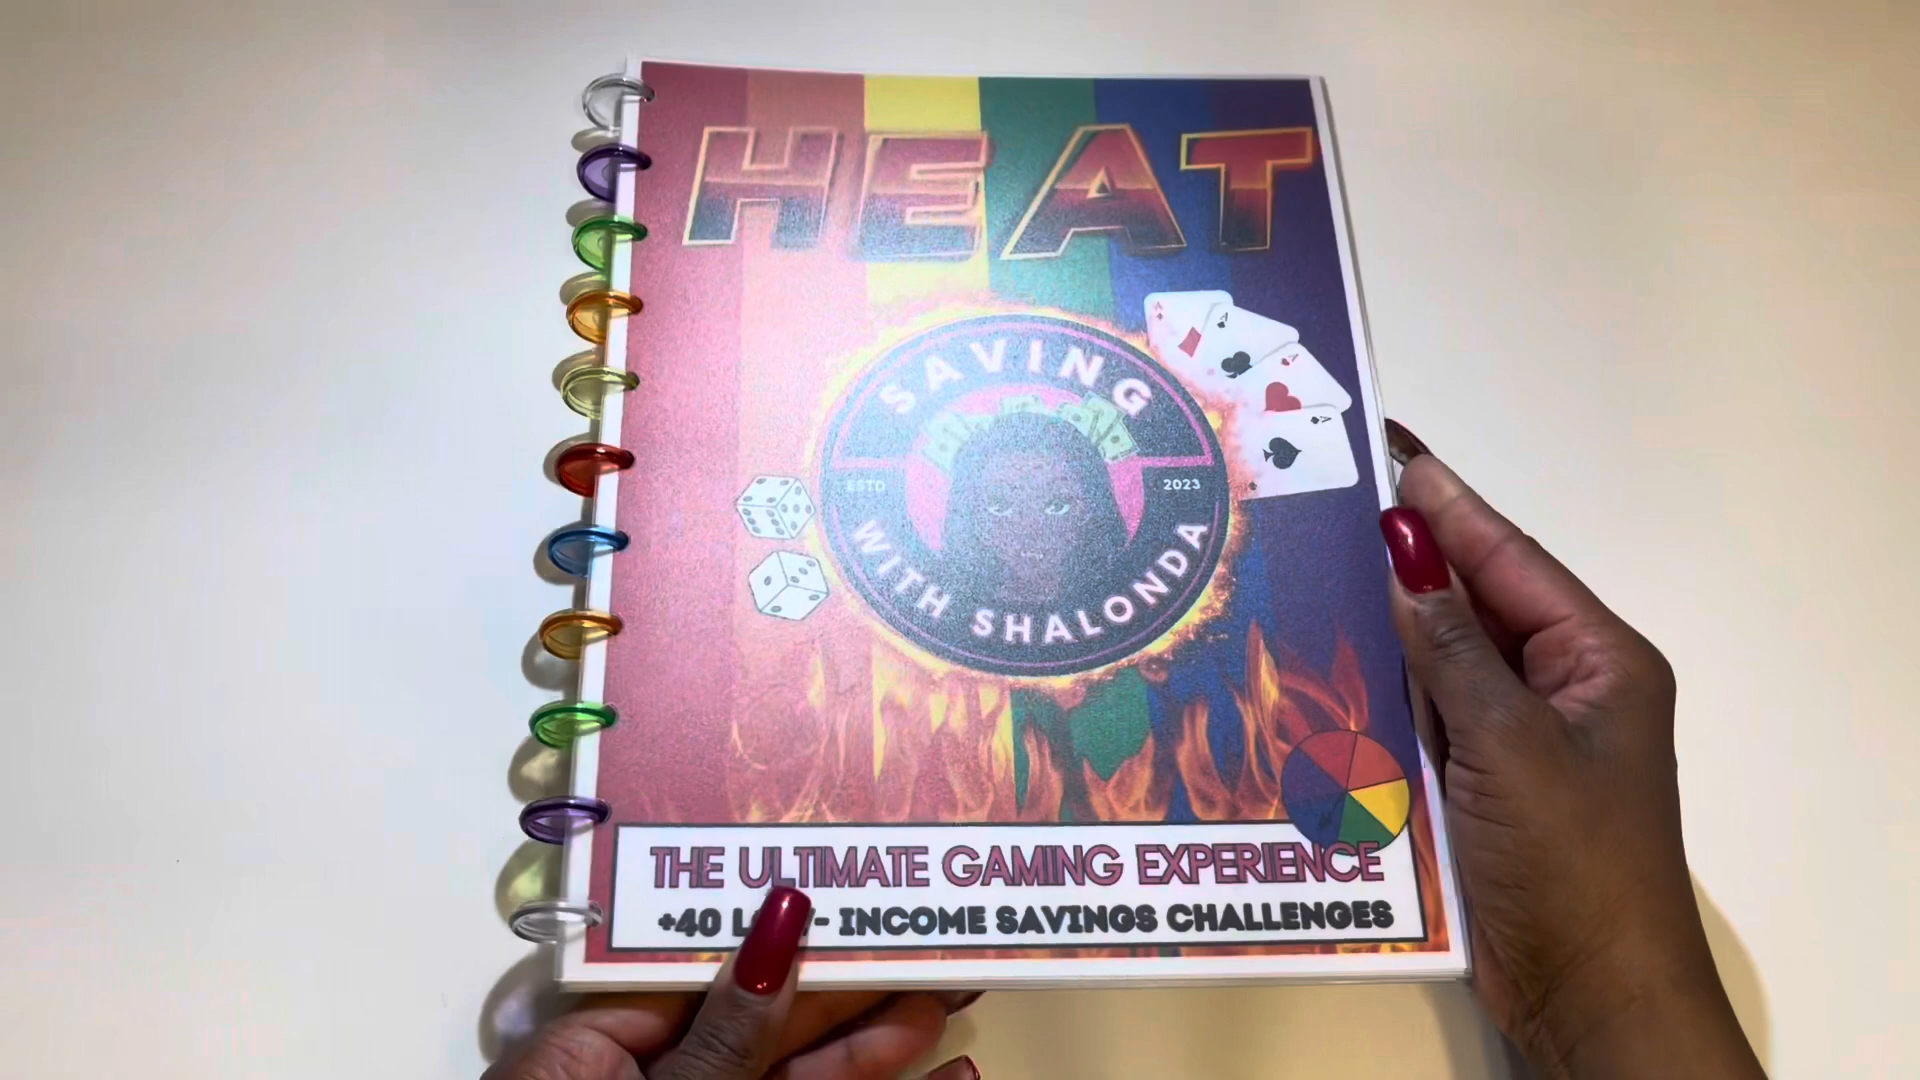 HEAT
SAVING
ESTD
2023
WITH SHALONDA
A
A
A
A
THE ULTIMATE GAMING EXPERIENCE
+40 - INCOME SAVINGS CHALLENGES